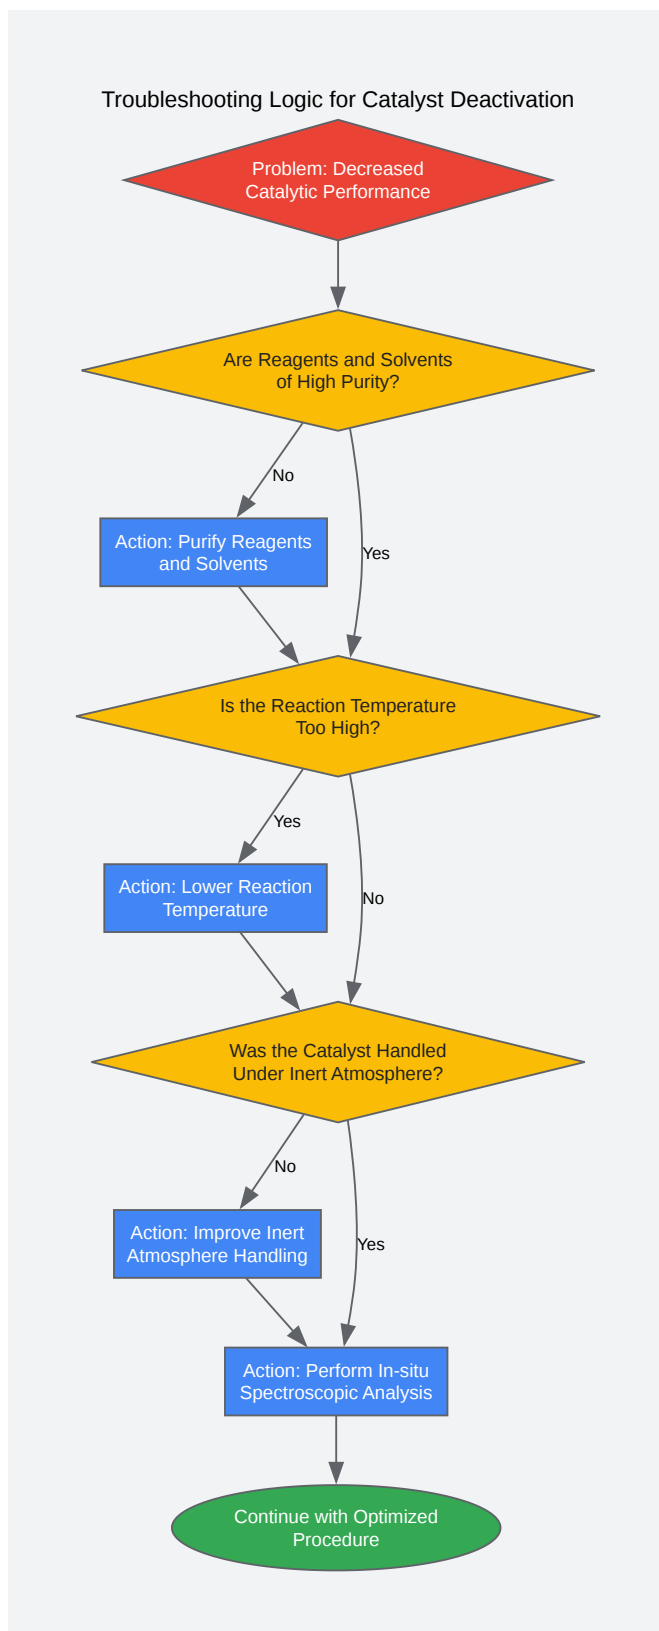 Troubleshooting Logic for Catalyst Deactivation
Problem: Decreased
Catalytic Performance
Are Reagents and Solvents
of High Purity?
No
Action: Purify Reagents
and Solvents
Yes
Is the Reaction Temperature
Too High?
Yes
Action: Lower Reaction
Temperature
No
Was the Catalyst Handled
Under Inert Atmosphere?
No
Action: Improve Inert
Atmosphere Handling
Yes
Action: Perform In-situ
Spectroscopic Analysis
Continue with Optimized
Procedure